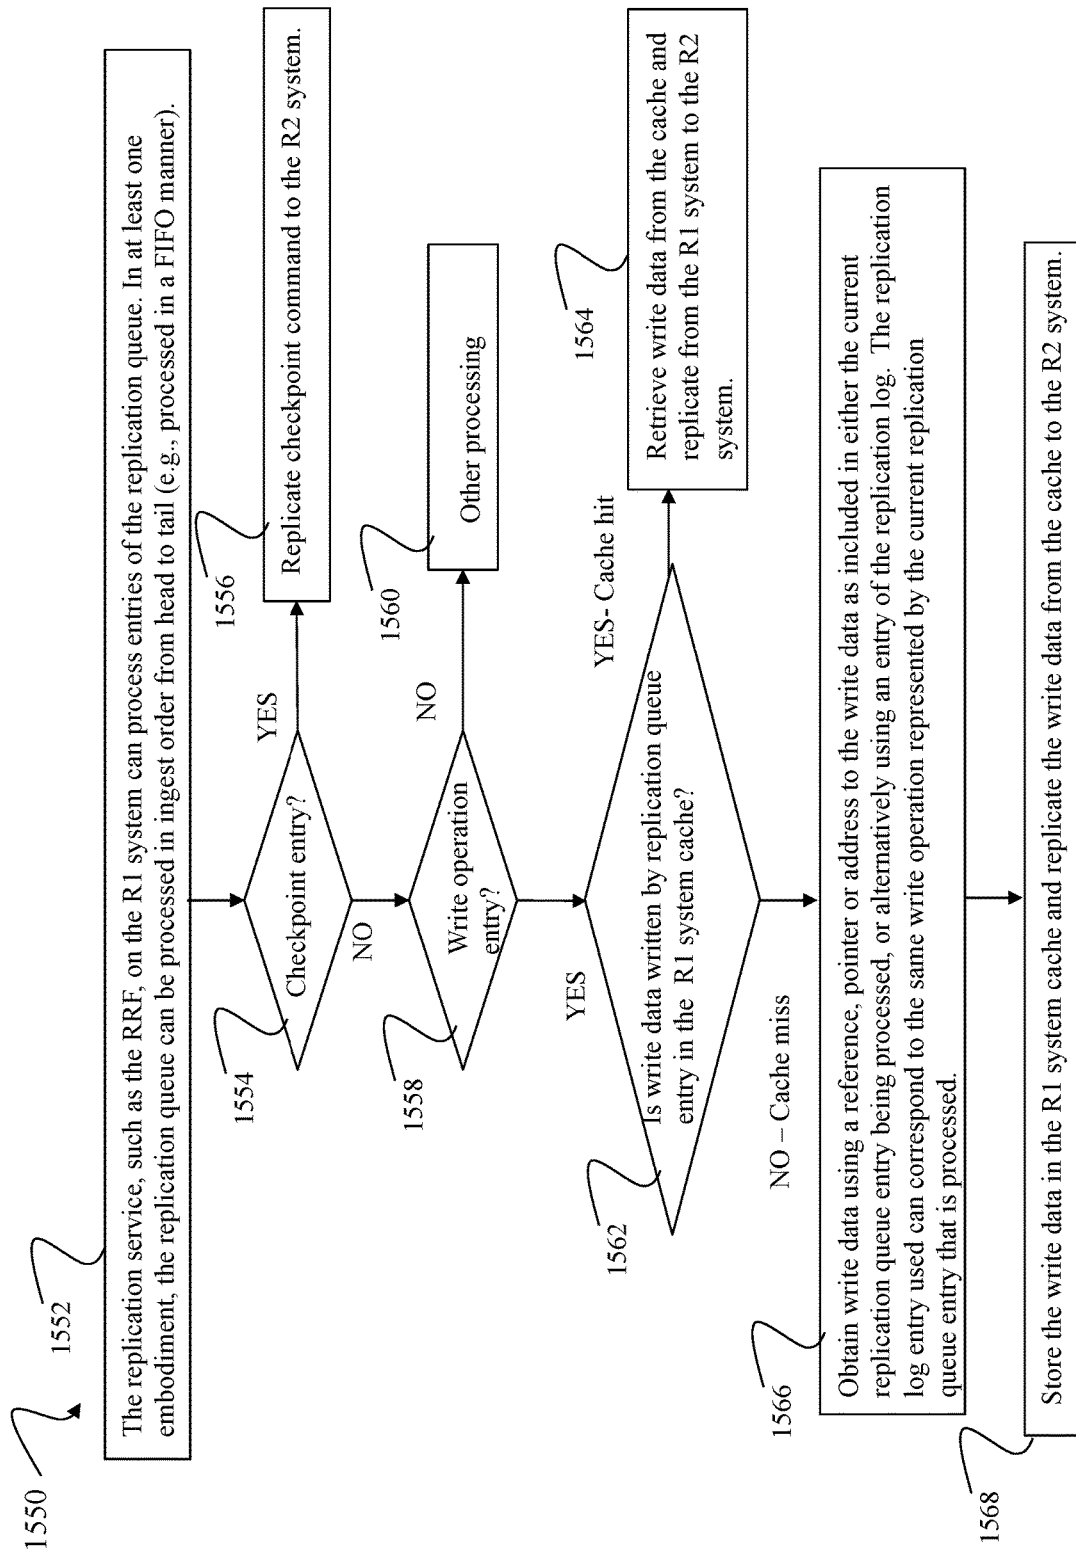 1550
1552
The replication service, such as the RRF, on the R1 system can process entries of the replication queue. In at least one
embodiment, the replication queue can be processed in ingest order from head to tail (e.g., processed in a FIFO manner).
1554
Checkpoint entry?
YES
1556
Replicate checkpoint command to the R2 system.
NO
1558
Write operation
entry?
NO
1560
Other processing
YES
1562
Is write data written by replication queue
entry in the R1 system cache?
YES- Cache hit
1564
Retrieve write data from the cache and
replicate from the R1 system to the R2
system.
NO – Cache miss
1566
Obtain write data using a reference, pointer or address to the write data as included in either the current
replication queue entry being processed, or alternatively using an entry of the replication log. The replication
log entry used can correspond to the same write operation represented by the current replication
queue entry that is processed.
1568
Store the write data in the R1 system cache and replicate the write data from the cache to the R2 system.